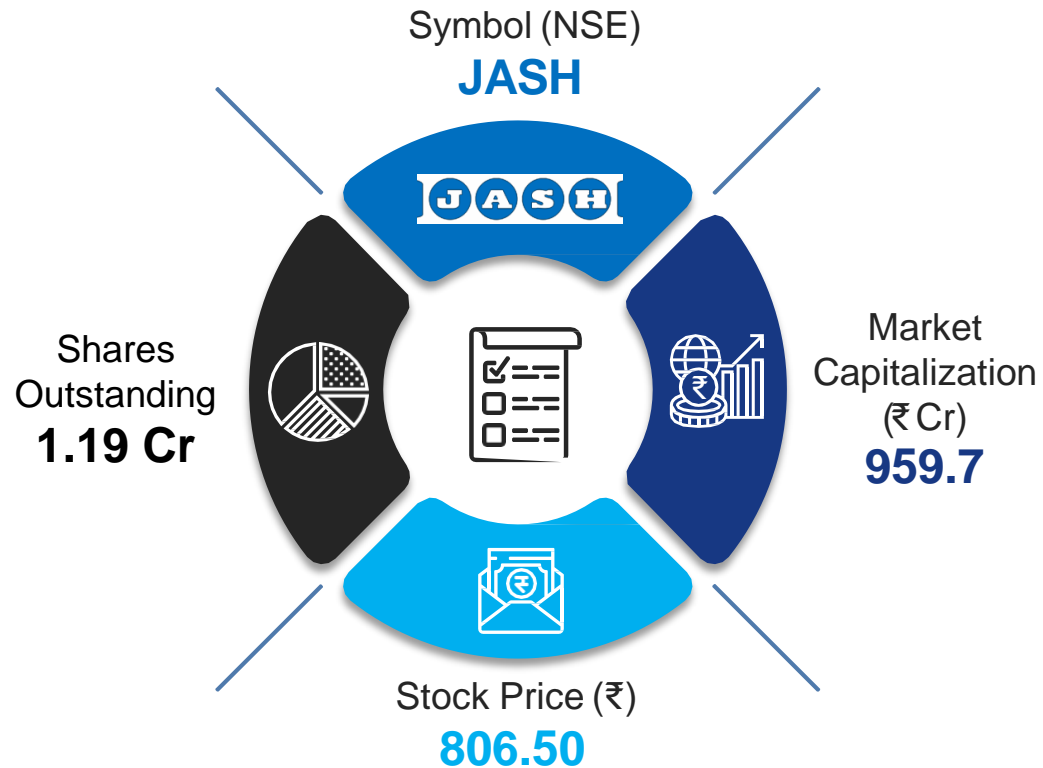 Symbol (NSE)
JASH
JASH
Shares
Outstanding
1.19 Cr
Market
Capitalization
(₹ Cr)
959.7
₹
₹
Stock Price (₹)
806.50